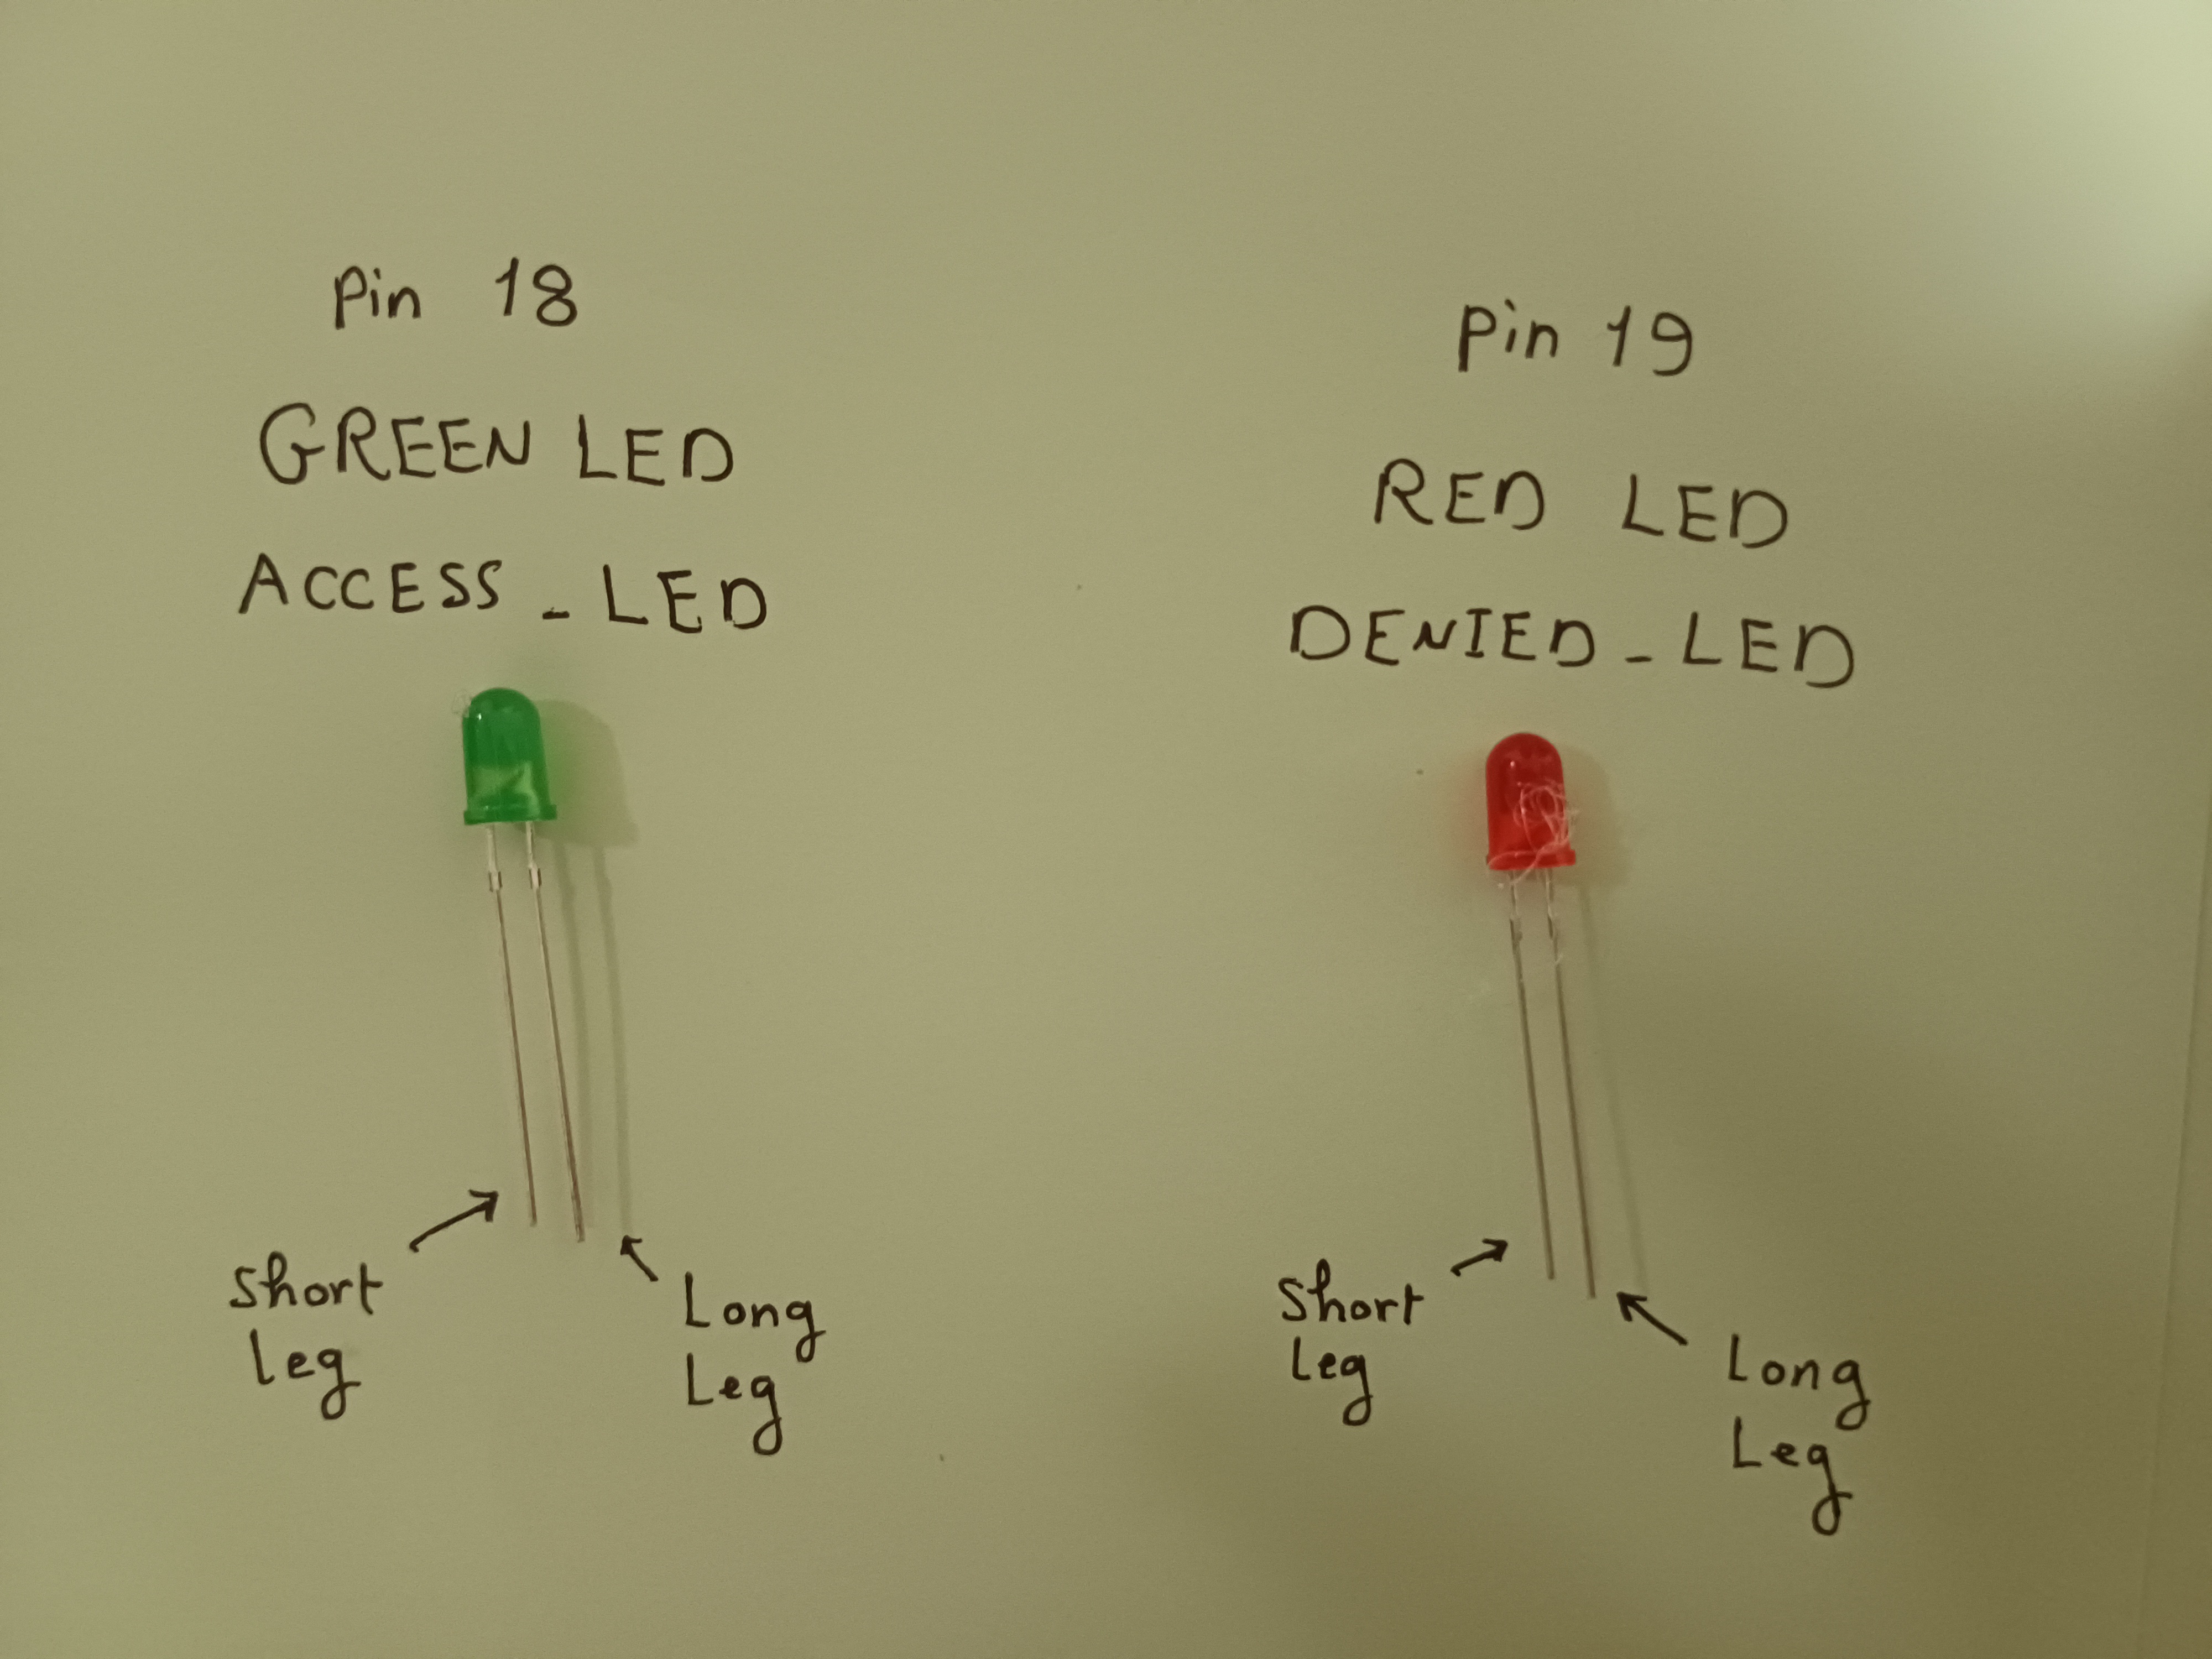 Pin 18
GREEN LED
ACCESS_LED
Short
Leg
Long
Leg
Pin 19
RED LED
DENIED_LED
Short
Leg
Long
Leg